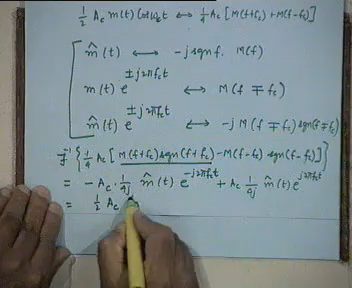 ½ A_c m(t) cos ω_c t ↔ ¼ A_c [M(f+f_c) + M(f-f_c)]
m̂(t) ↔ -j sgn f. M(f)
m(t) e^{±j2πf_c t} ↔ M(f ∓ f_c)
m̂(t) e^{±j2πf_c t} ↔ -j M(f ∓ f_c) sgn(f ∓ f_c)
F⁻¹{¼ A_c [M(f+f_c) sgn(f+f_c) - M(f-f_c) sgn(f-f_c)]}
= -A_c · 1/4j m̂(t) e^{-j2πf_c t} + A_c 1/4j m̂(t) e^{j2πf_c t}
= ½ A_c